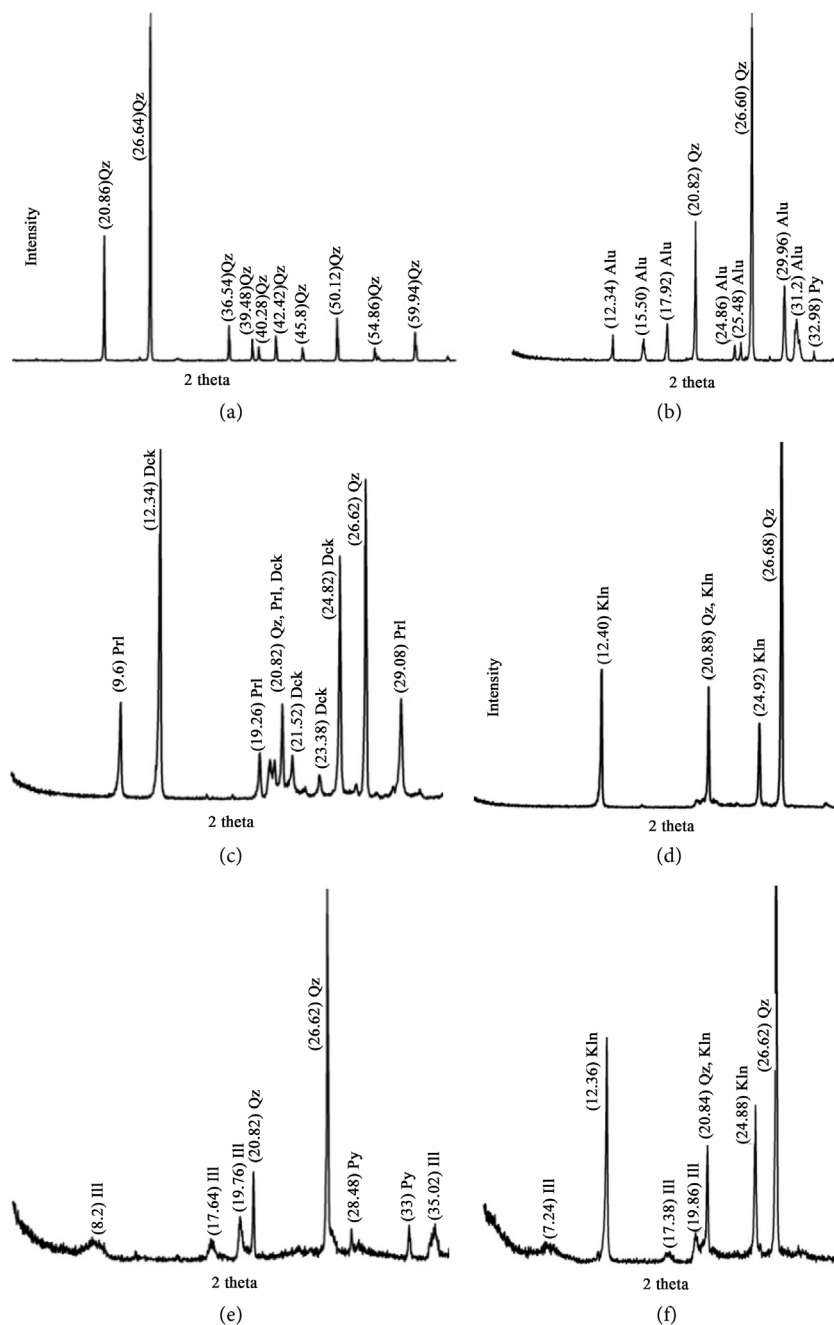 Intensity
(20.86)Qz
(26.64)Qz
(36.54)Qz
(39.48)Qz
(40.28)Qz
(42.42)Qz
(45.8)Qz
(50.12)Qz
(54.86)Qz
(59.94)Qz
2 theta
(a)
(12.34) Alu
(15.50) Alu
(17.92) Alu
(20.82) Qz
(24.86) Alu
(25.48) Alu
(26.60) Qz
(29.96) Alu
(31.2) Alu
(32.98) Py
2 theta
(b)
(9.6) Prl
(12.34) Dck
(19.26) Prl
(20.82) Qz, Prl, Dck
(21.52) Dck
(23.38) Dck
(24.82) Dck
(26.62) Qz
(29.08) Prl
2 theta
(c)
Intensity
(12.40) Kln
(20.88) Qz, Kln
(24.92) Kln
(26.68) Qz
2 theta
(d)
(8.2) Ill
(17.64) Ill
(19.76) Ill
(20.82) Qz
(26.62) Qz
(28.48) Py
(33) Py
(35.02) Ill
2 theta
(e)
(7.24) Ill
(12.36) Kln
(17.38) Ill
(19.86) Ill
(20.84) Qz, Kln
(24.88) Kln
(26.62) Qz
2 theta
(f)